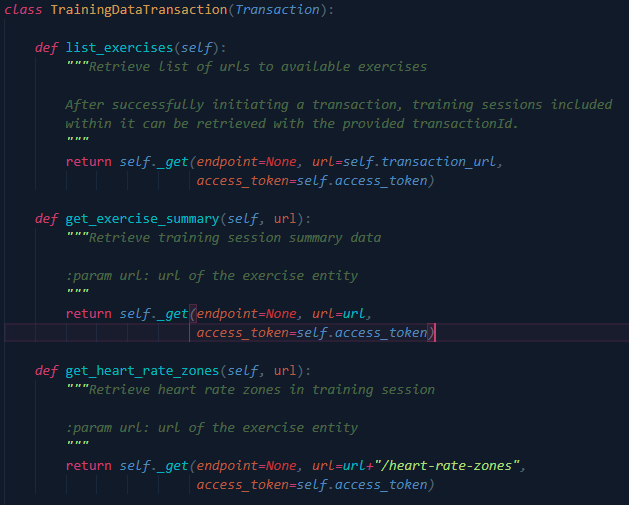 class TrainingDataTransaction(Transaction):
def list_exercises(self):
"""Retrieve list of urls to available exercises
After successfully initiating a transaction, training sessions included
within it can be retrieved with the provided transactionId.
"""
return self._get(endpoint=None, url=self.transaction_url,
access_token=self.access_token)
def get_exercise_summary(self, url):
"""Retrieve training session summary data
:param url: url of the exercise entity
"""
return self._get(endpoint=None, url=url,
access_token=self.access_token)
def get_heart_rate_zones(self, url):
"""Retrieve heart rate zones in training session
:param url: url of the exercise entity
"""
return self._get(endpoint=None, url=url+"/heart-rate-zones",
access_token=self.access_token)